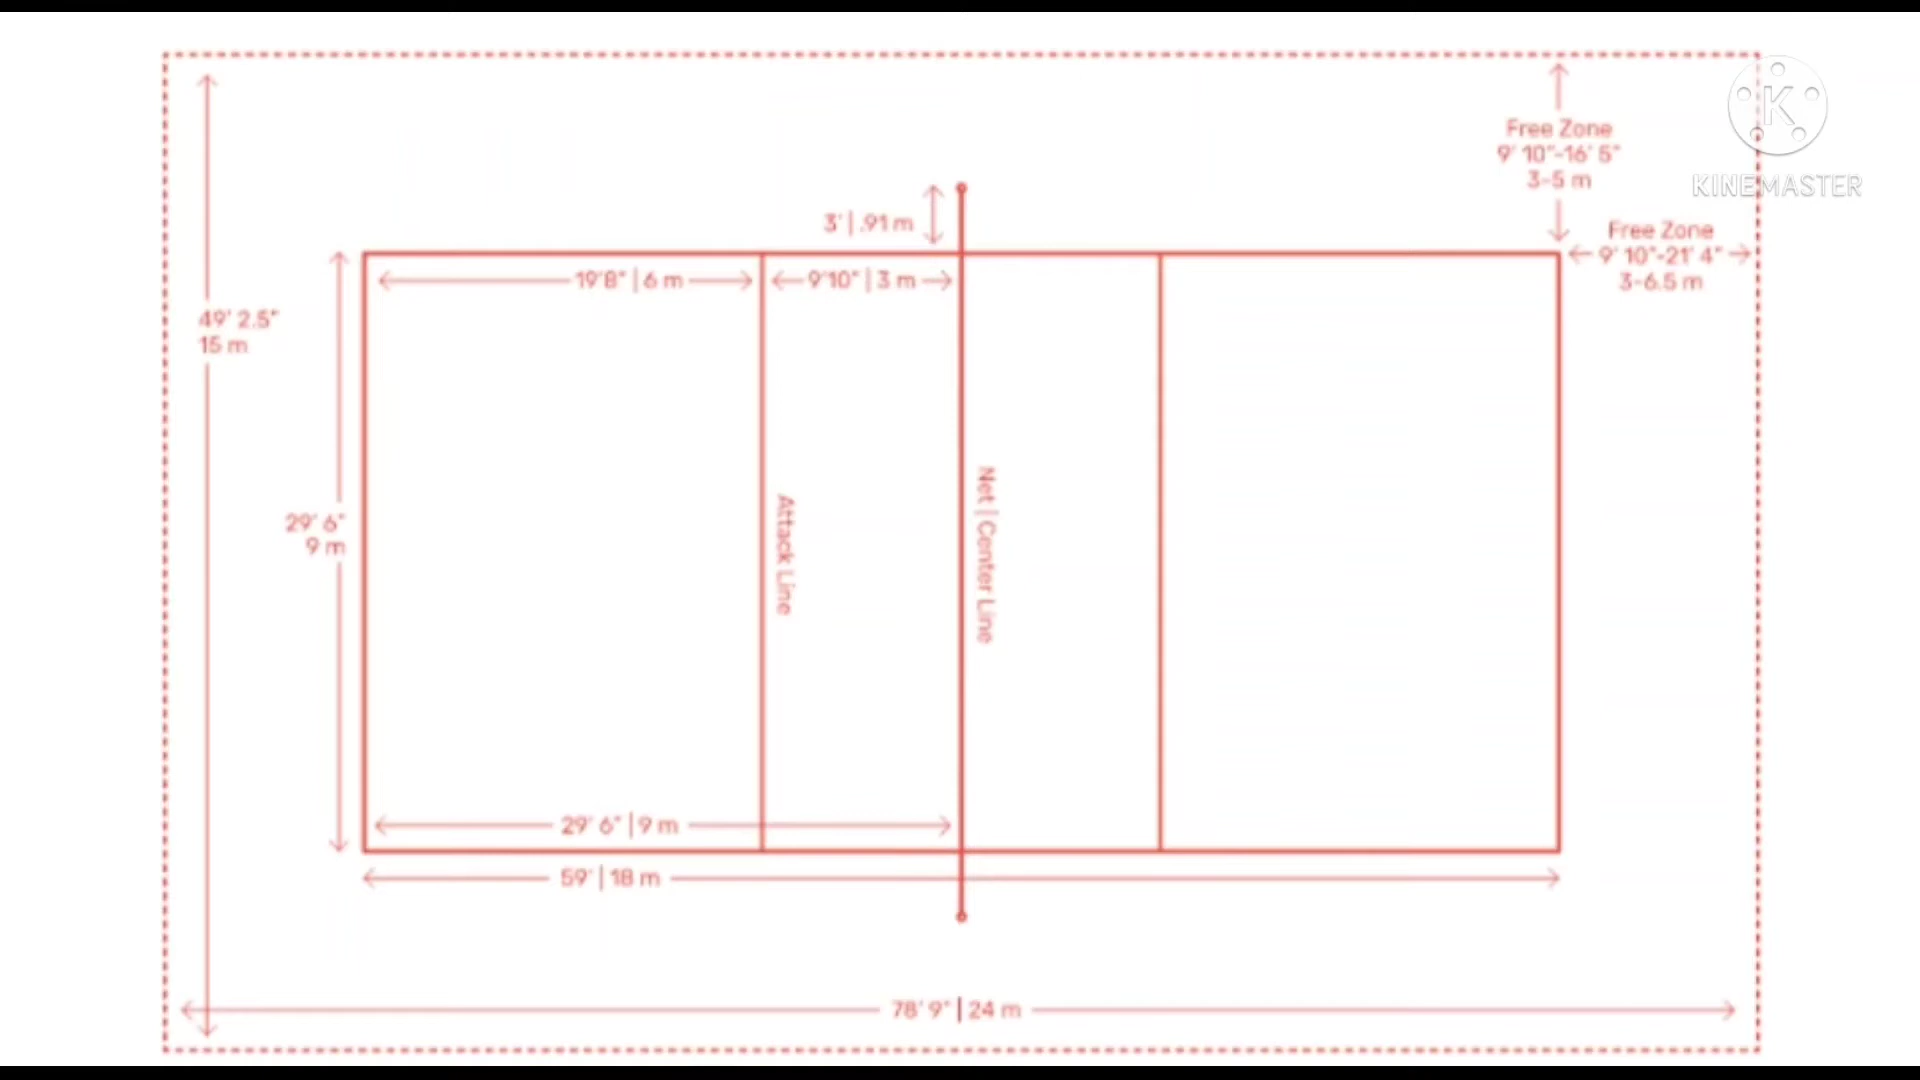 Free Zone
9' 10"-16' 5"
3-5 m
KINEMASTER
3' | .91 m
Free Zone
9' 10"-21' 4"
3-6.5 m
19'8" | 6 m
9'10" | 3 m
49' 2.5"
15 m
29' 6"
9 m
Attack Line
Net | Center Line
29' 6" | 9 m
59' | 18 m
78' 9" | 24 m